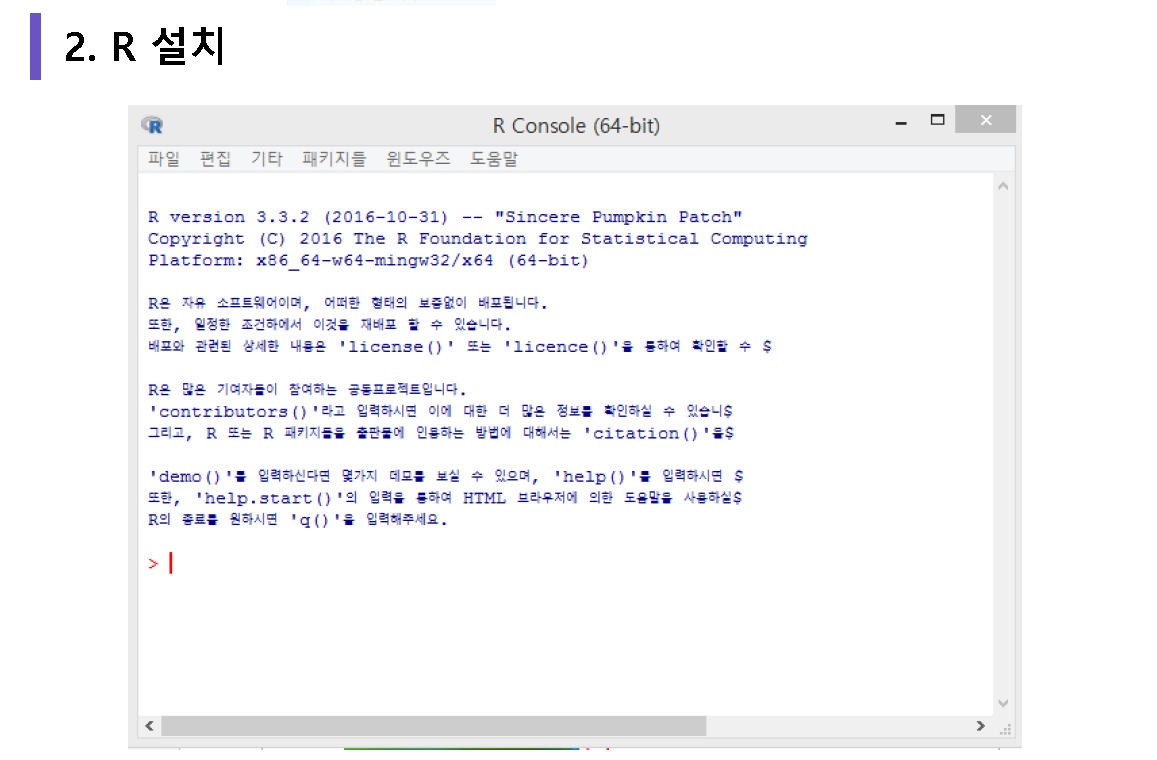 2. R 설치
R Console (64-bit)
파일 편집 기타 패키지들 윈도우즈 도움말
R version 3.3.2 (2016-10-31) -- "Sincere Pumpkin Patch"
Copyright (C) 2016 The R Foundation for Statistical Computing
Platform: x86_64-w64-mingw32/x64 (64-bit)
R은 자유 소프트웨어이며, 어떠한 형태의 보증없이 배포됩니다.
또한, 일정한 조건하에서 이것을 재배포 할 수 있습니다.
배포와 관련된 상세한 내용은 'license()' 또는 'licence()'을 통하여 확인할 수 $
R은 많은 기여자들이 참여하는 공동프로젝트입니다.
'contributors()'라고 입력하시면 이에 대한 더 많은 정보를 확인하실 수 있습니$
그리고, R 또는 R 패키지들을 출판물에 인용하는 방법에 대해서는 'citation()'을$
'demo()'를 입력하신다면 몇가지 데모를 보실 수 있으며, 'help()'를 입력하시면 $
또한, 'help.start()'의 입력을 통하여 HTML 브라우저에 의한 도움말을 사용하실$
R의 종료를 원하시면 'q()'을 입력해주세요.
>